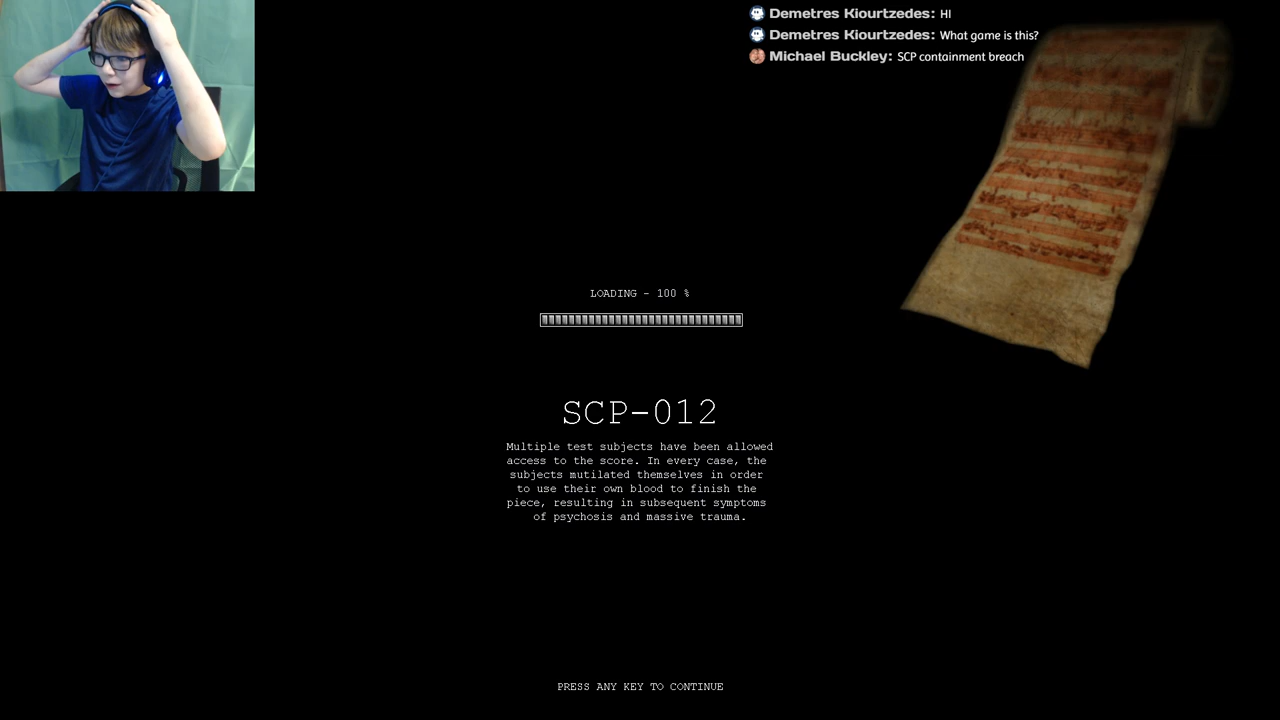 Demetres Kiourtzedes: HI
Demetres Kiourtzedes: What game is this?
Michael Buckley: SCP containment breach
LOADING - 100 %
SCP-012
Multiple test subjects have been allowed
access to the score. In every case, the
subjects mutilated themselves in order
to use their own blood to finish the
piece, resulting in subsequent symptoms
of psychosis and massive trauma.
PRESS ANY KEY TO CONTINUE